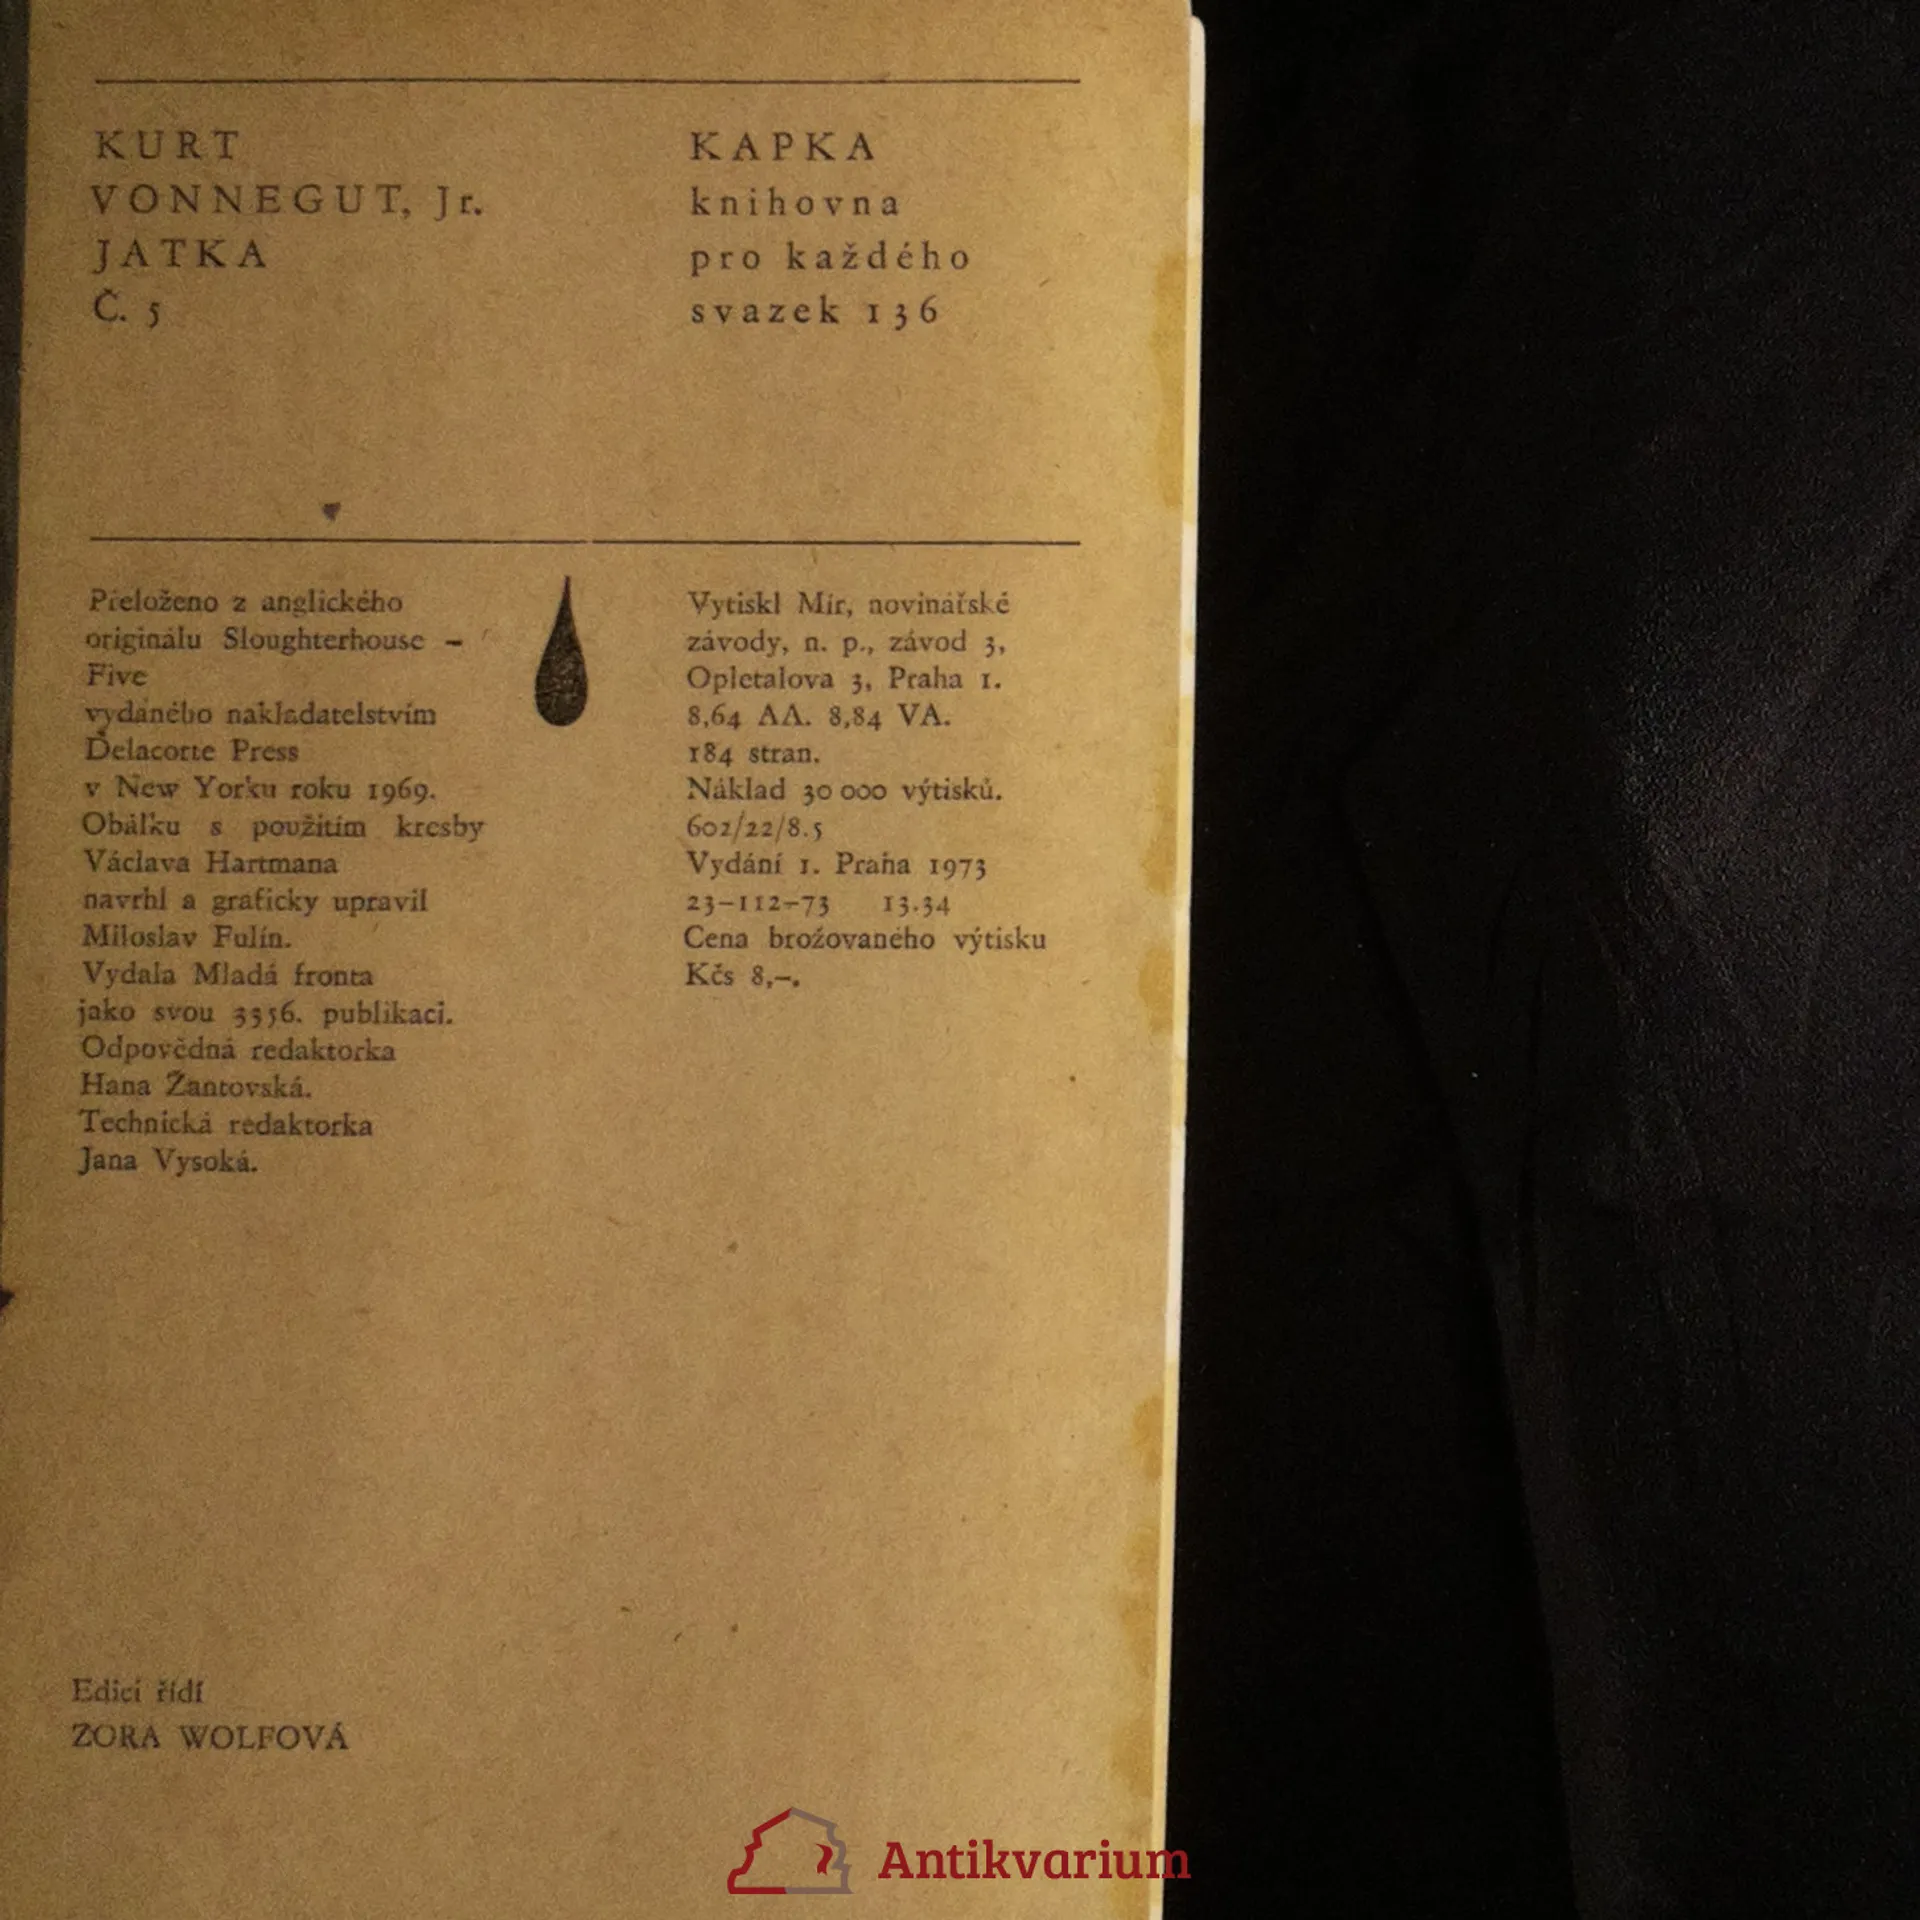 KURT
VONNEGUT, Jr.
JATKA
Č. 5
KAPKA
knihovna
pro každého
svazek 136
Přeloženo z anglického
originálu Sloughterhouse –
Five
vydaného nakladatelstvím
Delacorte Press
v New Yorku roku 1969.
Obálku s použitím kresby
Václava Hartmana
navrhl a graficky upravil
Miloslav Fulín.
Vydala Mladá fronta
jako svou 3356. publikaci.
Odpovědná redaktorka
Hana Žantovská.
Technická redaktorka
Jana Vysoká.
Vytiskl Mír, novinářské
závody, n. p., závod 3,
Opletalova 3, Praha 1.
8,64 AA. 8,84 VA.
184 stran.
Náklad 30 000 výtisků.
602/22/8.5
Vydání 1. Praha 1973
23–112–73 13.34
Cena brožovaného výtisku
Kčs 8,–.
Edici řídí
ZORA WOLFOVÁ
Antikvarium